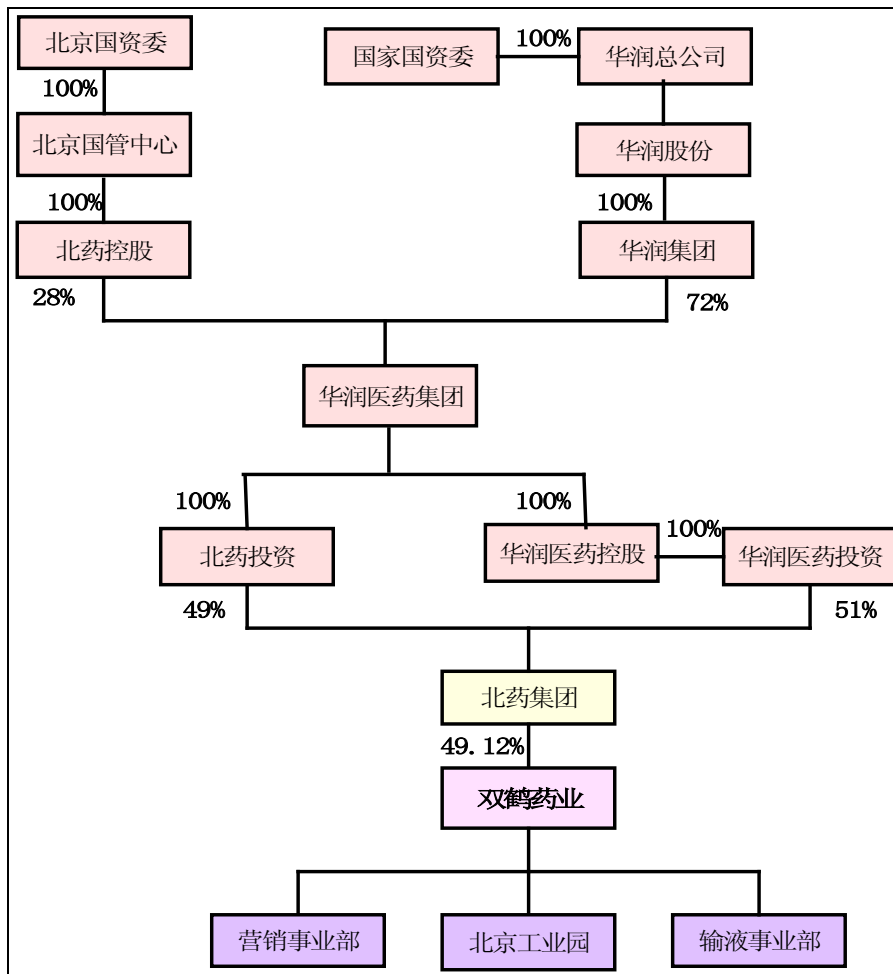 北京国资委
国家国资委
100%
华润总公司
100%
北京国管中心
华润股份
100%
100%
北药控股
华润集团
28%
72%
华润医药集团
100%
100%
100%
北药投资
华润医药控股
华润医药投资
49%
51%
北药集团
49.12%
双鹤药业
营销事业部
北京工业园
输液事业部